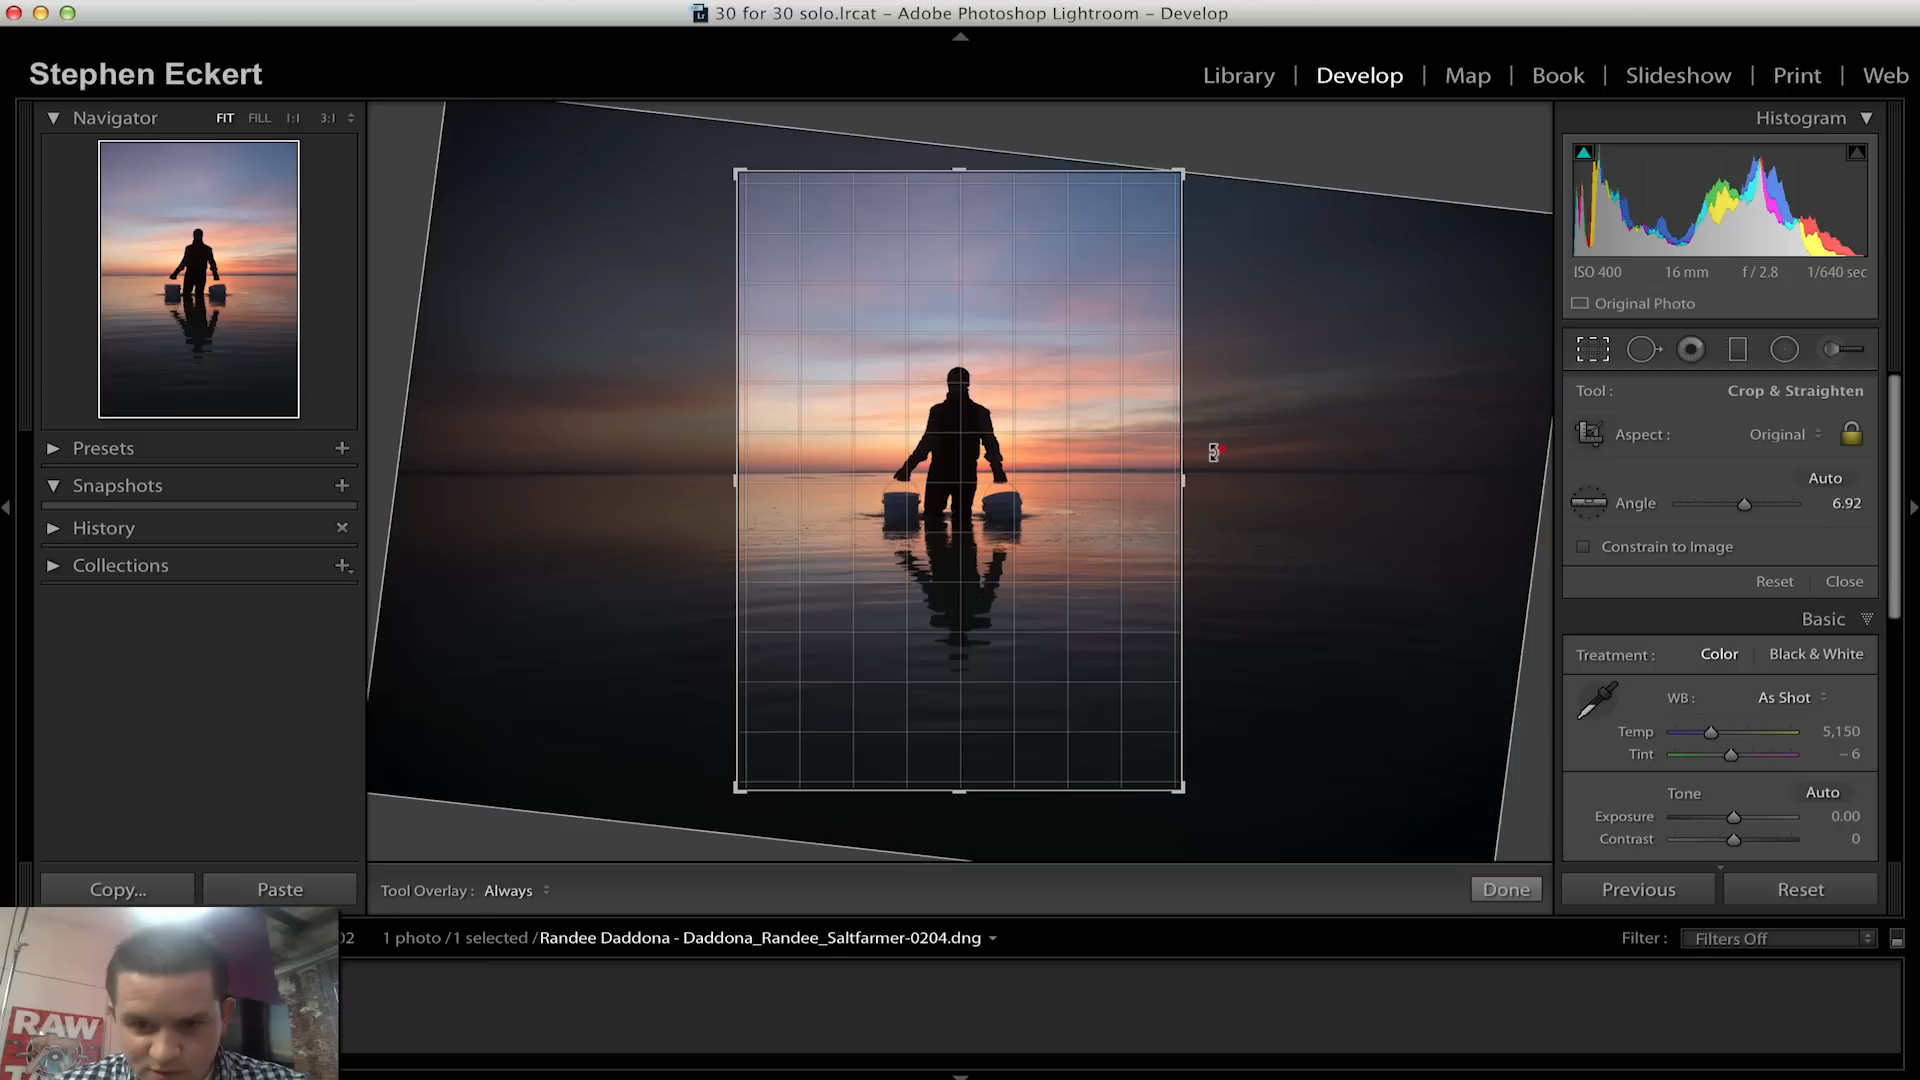 30 for 30 solo.lrcat – Adobe Photoshop Lightroom – Develop
Stephen Eckert
Library | Develop | Map | Book | Slideshow | Print | Web
Navigator FIT FILL 1:1 3:1
Presets
Snapshots
History
Collections
Copy... Paste
Histogram
ISO 400 16 mm f / 2.8 1/640 sec
Original Photo
Tool : Crop & Straighten
Aspect : Original
Auto
Angle 6.92
Constrain to Image
Reset Close
Basic
Treatment : Color Black & White
WB : As Shot
Temp 5,150
Tint – 6
Tone Auto
Exposure 0.00
Contrast 0
Tool Overlay : Always Done
Previous Reset
02 1 photo /1 selected /Randee Daddona - Daddona_Randee_Saltfarmer-0204.dng
Filter : Filters Off
RAW